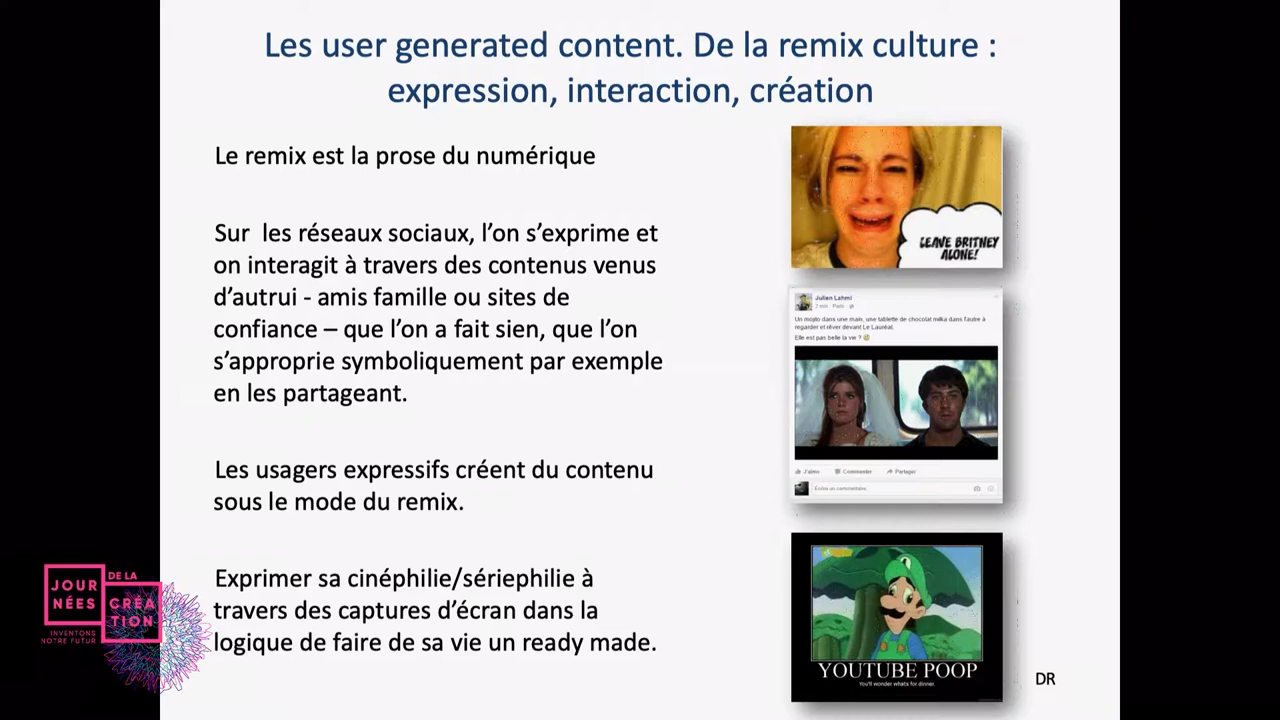 Les user generated content. De la remix culture :
expression, interaction, création
Le remix est la prose du numérique
Sur  les réseaux sociaux, l’on s’exprime et
on interagit à travers des contenus venus
d’autrui - amis famille ou sites de
confiance – que l’on a fait sien, que l’on
s’approprie symboliquement par exemple
en les partageant.
Les usagers expressifs créent du contenu
sous le mode du remix.
Exprimer sa cinéphilie/sériephilie à
travers des captures d’écran dans la
logique de faire de sa vie un ready made.
LEAVE BRITNEY
ALONE!
Julien Lahmi
2 min · Paris ·
Un mojito dans une main, une tablette de chocolat milka dans l'autre à
regarder et rêver devant Le Lauréat.
Elle est pas belle la vie ?
J'aime Commenter Partager
Écrire un commentaire
YOUTUBE POOP
You'll wonder whats for dinner.
DR
JOUR
NÉES
DE LA
CRÉA
TION
INVENTONS
NOTRE FUTUR